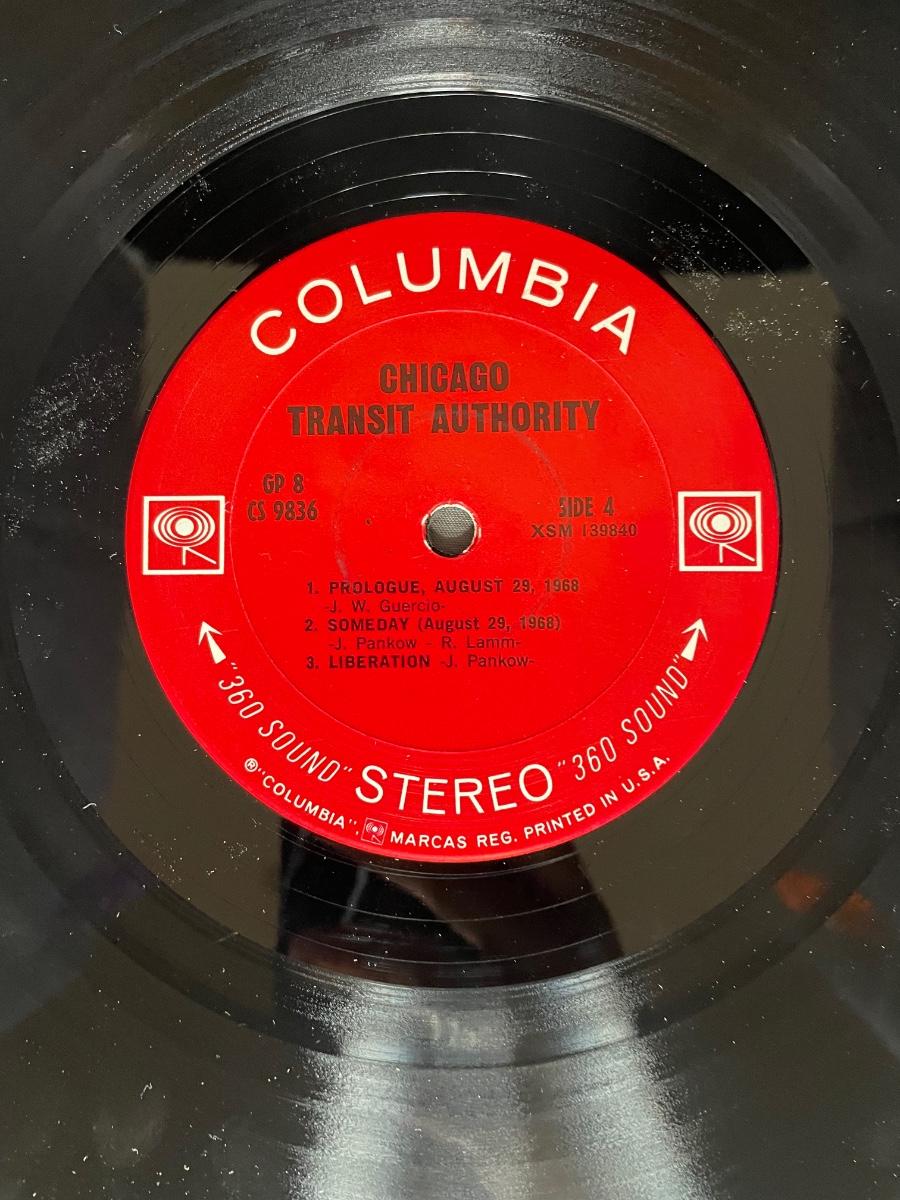 COLUMBIA
CHICAGO
TRANSIT AUTHORITY
GP 8
CS 9836
SIDE 4
XSM 139840
1. PROLOGUE, AUGUST 29, 1968
-J. W. Guercio-
2. SOMEDAY (August 29, 1968)
-J. Pankow - R. Lamm-
3. LIBERATION -J. Pankow-
"360 SOUND" STEREO "360 SOUND"
®"COLUMBIA", MARCAS REG. PRINTED IN U.S.A.